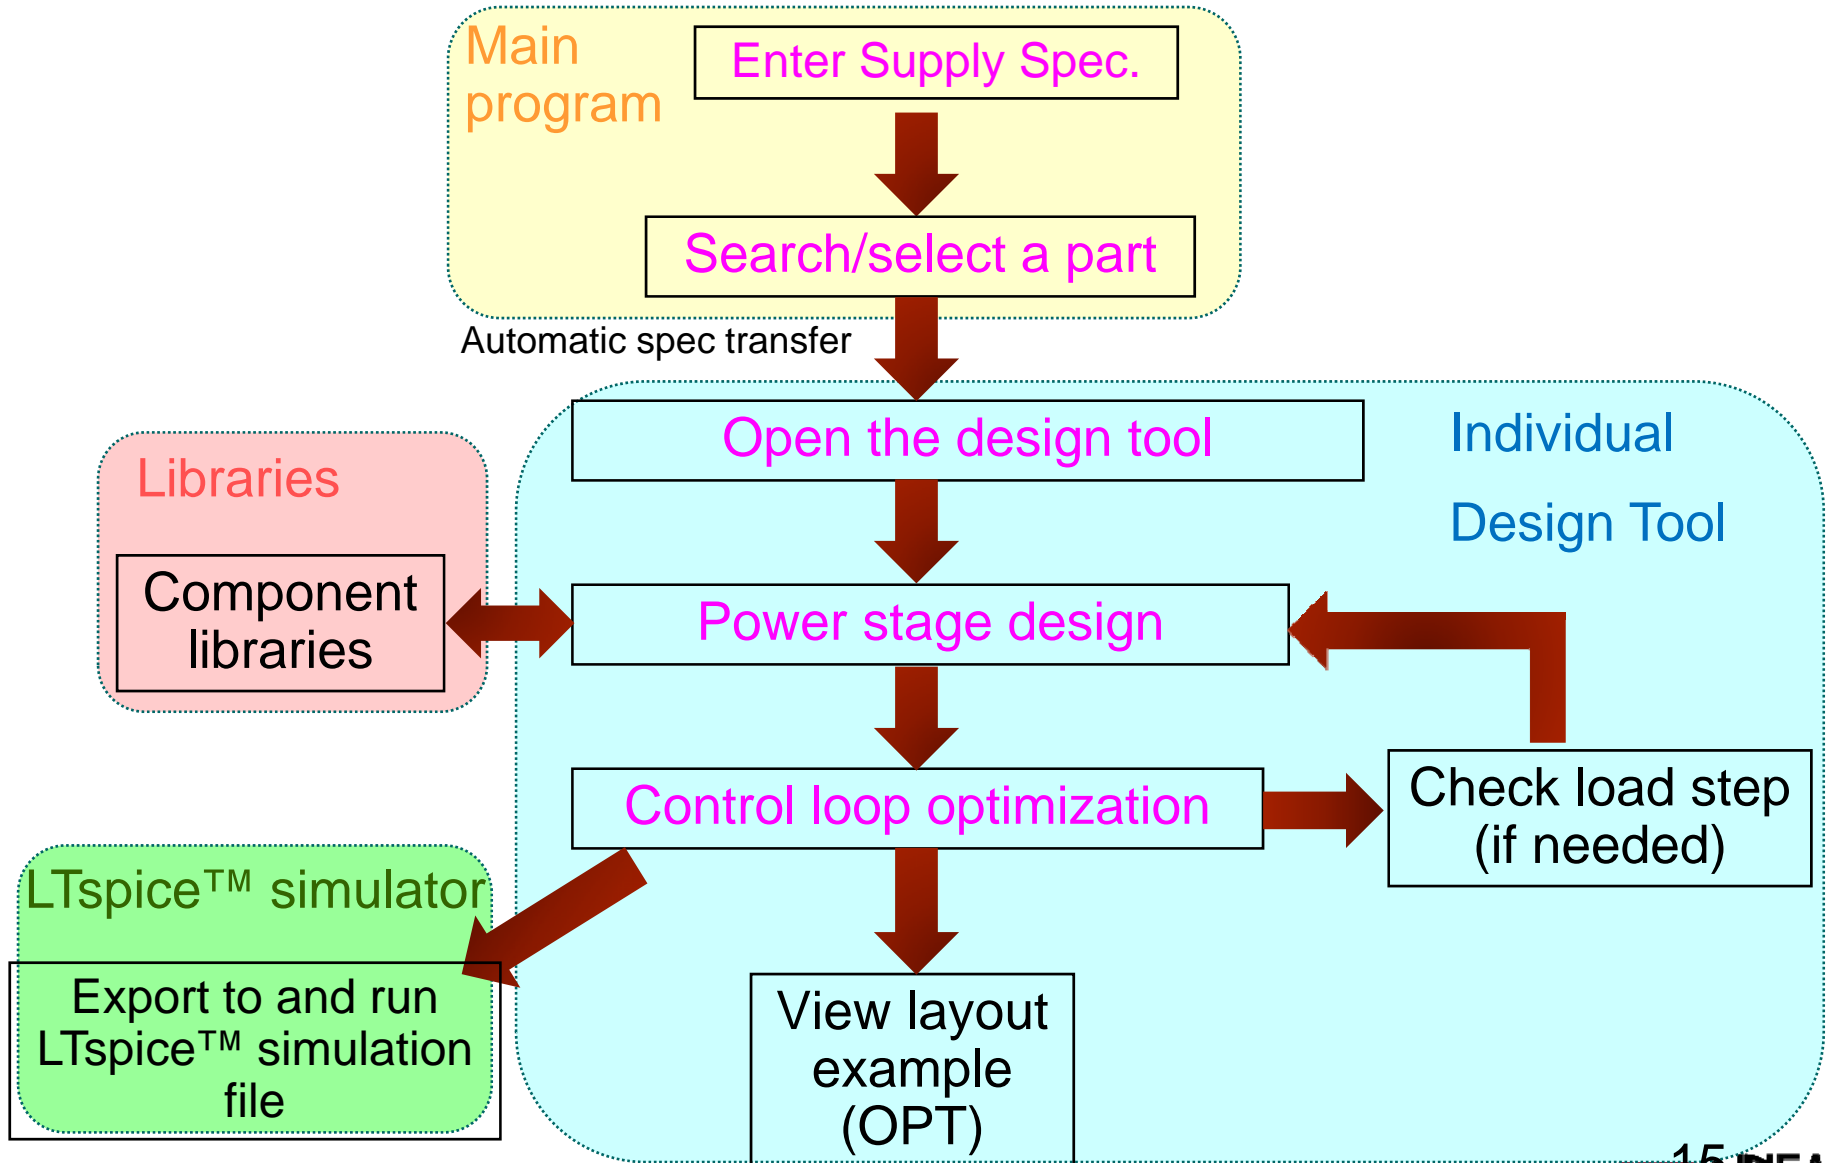 Main
program
Enter Supply Spec.
Search/select a part
Automatic spec transfer
Open the design tool
Individual
Design Tool
Libraries
Component
libraries
Power stage design
Control loop optimization
Check load step
(if needed)
LTspice™ simulator
Export to and run
LTspice™ simulation
file
View layout
example
(OPT)
15